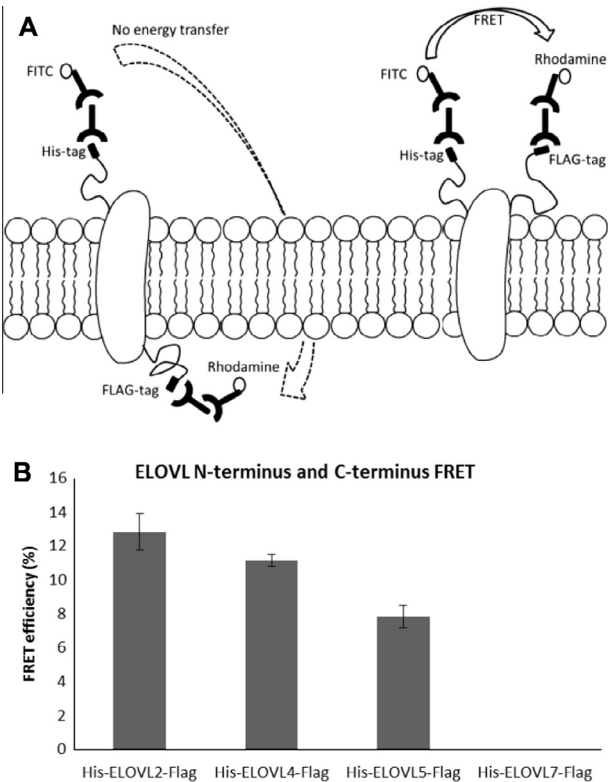 A
No energy transfer
FRET
FITC
Rhodamine
His-tag
His-tag
FLAG-tag
Rhodamine
FLAG-tag
B
ELOVL N-terminus and C-terminus FRET
16
14
12
10
8
6
4
2
0
FRET efficiency (%)
His-ELOVL2-Flag His-ELOVL4-Flag His-ELOVL5-Flag His-ELOVL7-Flag